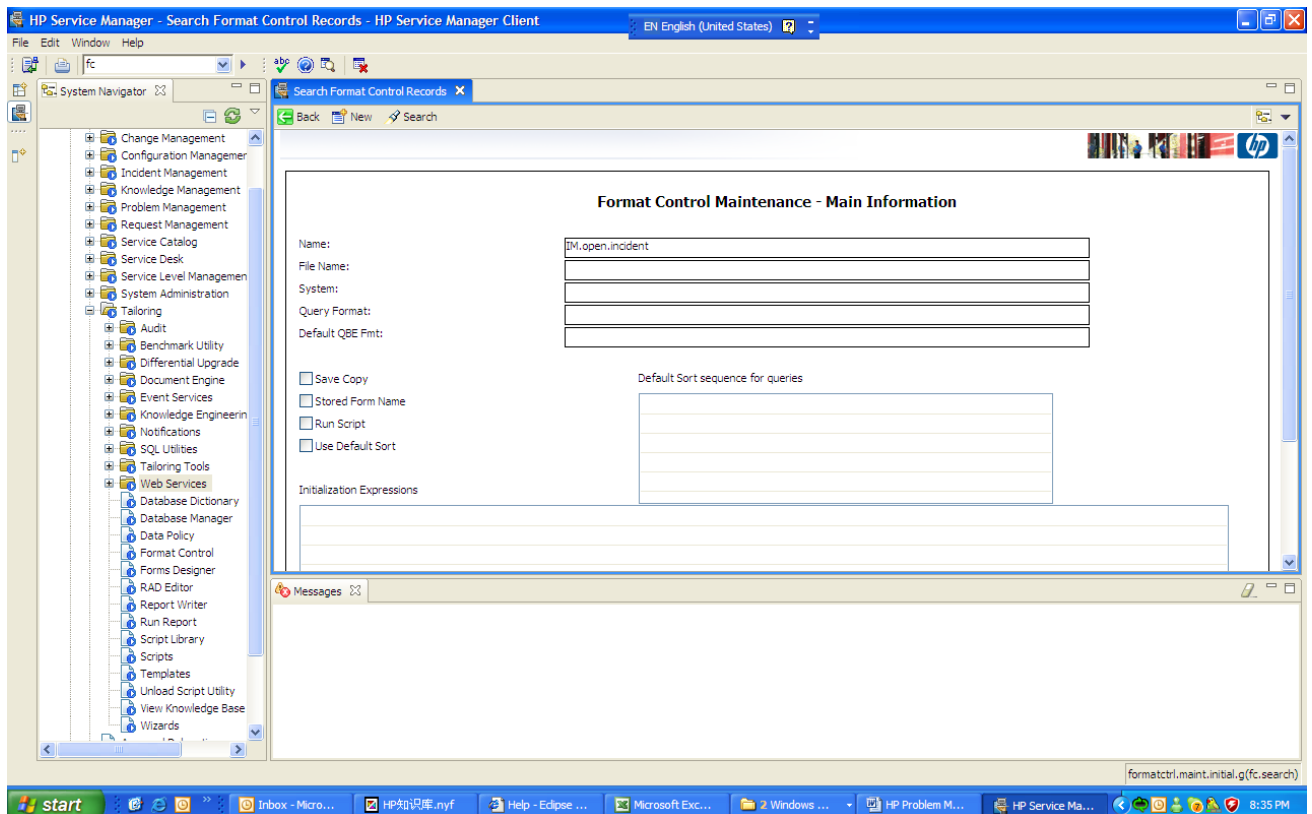 HP Service Manager - Search Format Control Records - HP Service Manager Client
EN English (United States)
File Edit Window Help
fc
abc
System Navigator
Search Format Control Records
Back New Search
hp
Change Management
Configuration Managemer
Incident Management
Knowledge Management
Problem Management
Request Management
Service Catalog
Service Desk
Service Level Managemen
System Administration
Tailoring
Audit
Benchmark Utility
Differential Upgrade
Document Engine
Event Services
Knowledge Engineerin
Notifications
SQL Utilities
Tailoring Tools
Web Services
Database Dictionary
Database Manager
Data Policy
Format Control
Forms Designer
RAD Editor
Report Writer
Run Report
Script Library
Scripts
Templates
Unload Script Utility
View Knowledge Base
Wizards
Format Control Maintenance - Main Information
Name: IM.open.incident
File Name:
System:
Query Format:
Default QBE Fmt:
Save Copy
Default Sort sequence for queries
Stored Form Name
Run Script
Use Default Sort
Initialization Expressions
Messages
formatctrl.maint.initial.g(fc.search)
start
Inbox - Micro...
HP知识库.nyf
Help - Eclipse ...
Microsoft Exc...
2 Windows ...
HP Problem M...
HP Service Ma...
8:35 PM